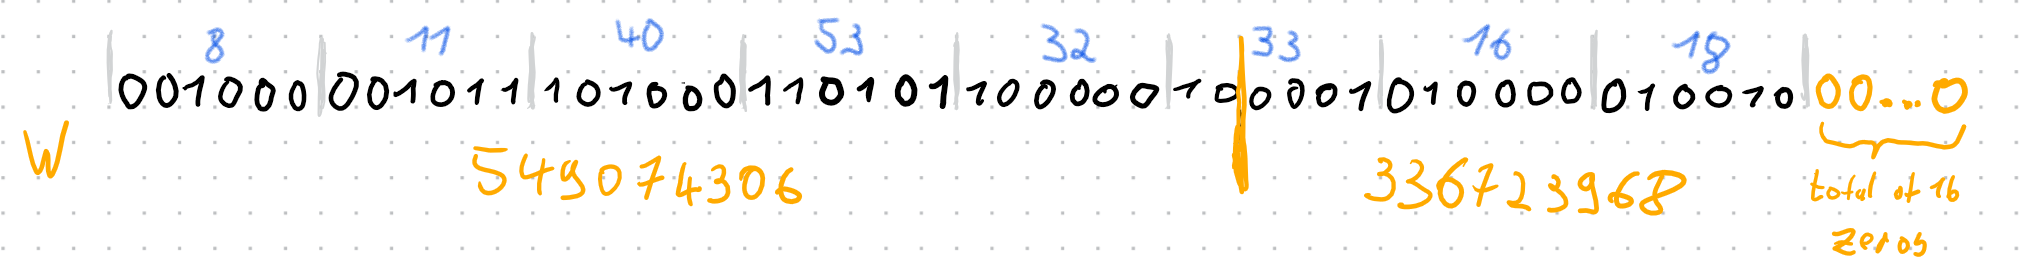 8 11 40 53 32 33 16 18
001000 001011 101000 110101 100000 100001 010000 010010 00...0
W 549074306 336723968 total of 16
zeros